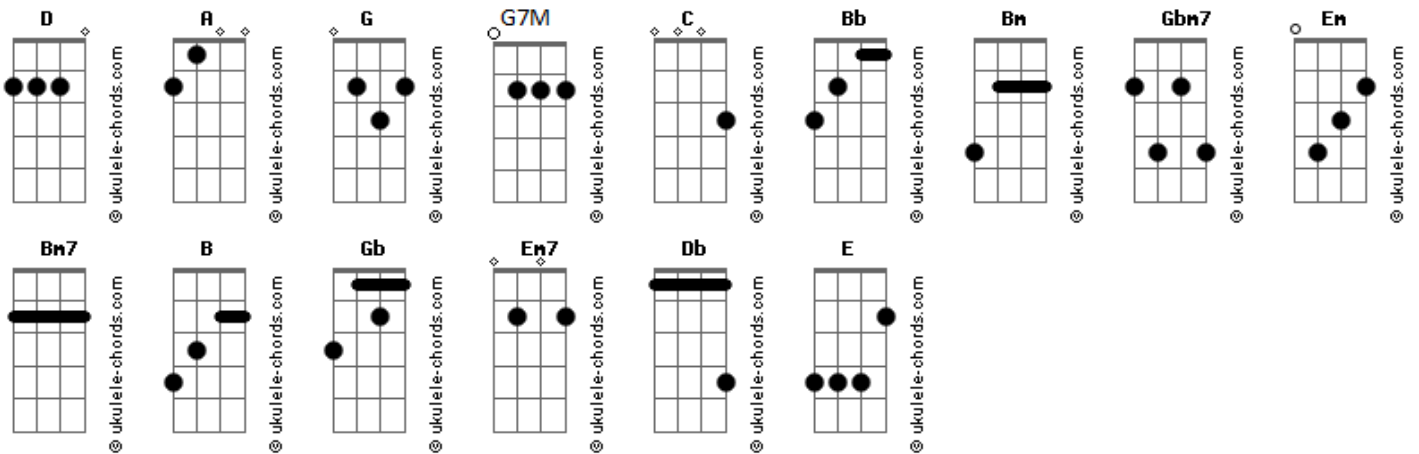 D A G G7M C Bb Bm Gbm7 Em
© ukulele-chords.com © ukulele-chords.com © ukulele-chords.com © ukulele-chords.com © ukulele-chords.com © ukulele-chords.com © ukulele-chords.com © ukulele-chords.com © ukulele-chords.com
Bm7 B Gb Em7 Db E
© ukulele-chords.com © ukulele-chords.com © ukulele-chords.com © ukulele-chords.com © ukulele-chords.com © ukulele-chords.com